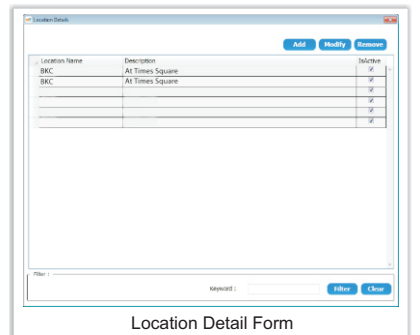 Location Details
Add Modify Remove
Location Name Description IsActive
BKC At Times Square
BKC At Times Square
Filter :
Keyword : Filter Clear
Location Detail Form